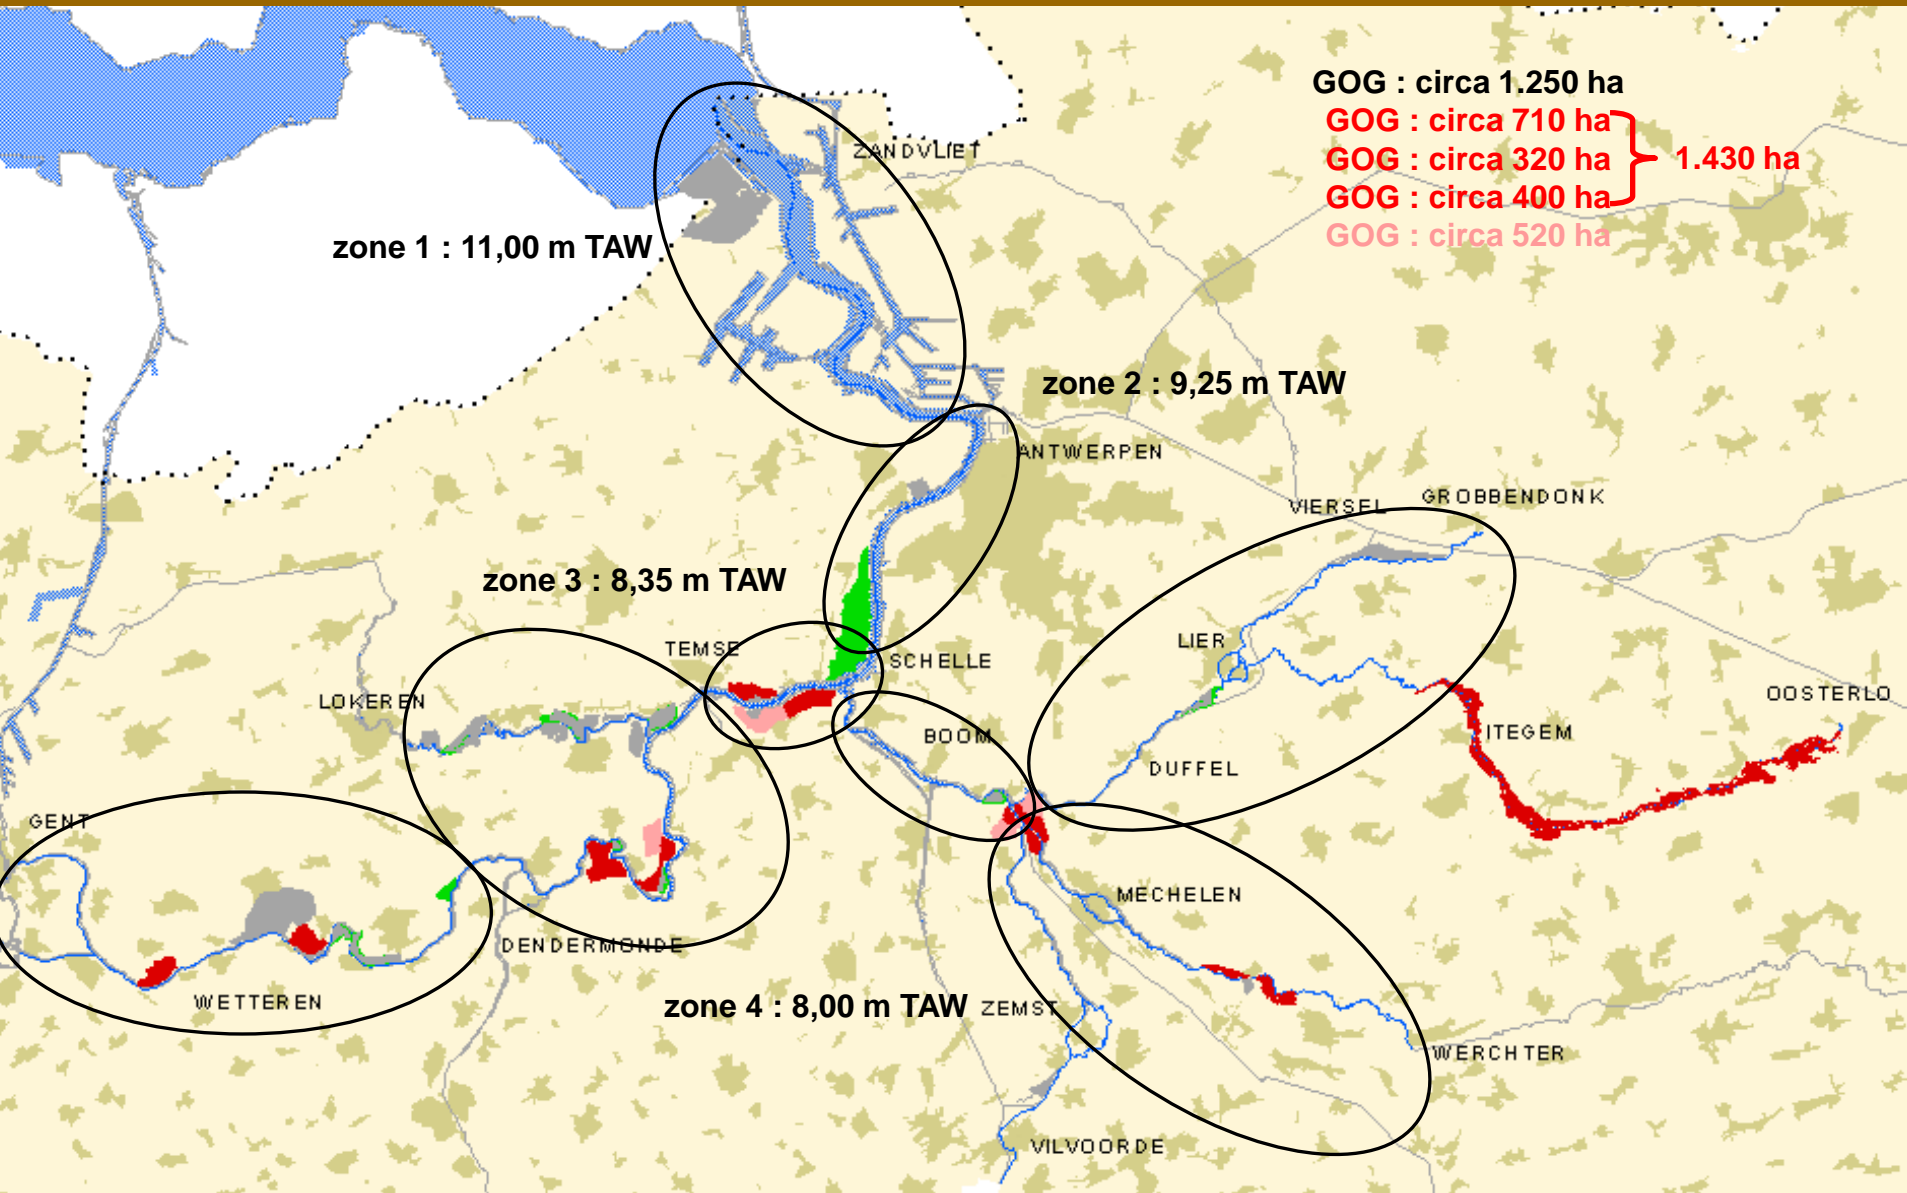 GOG : circa 1.250 ha
GOG : circa 710 ha
GOG : circa 320 ha
1.430 ha
GOG : circa 400 ha
GOG : circa 520 ha
ZANDVLIET
zone 1 : 11,00 m TAW
zone 2 : 9,25 m TAW
ANTWERPEN
VIERSEL
GROBBENDONK
zone 3 : 8,35 m TAW
TEMSE
SCHELLE
LIER
LOKEREN
OOSTERLO
BOOM
ITEGEM
DUFFEL
GENT
MECHELEN
DENDERMONDE
WETTEREN
zone 4 : 8,00 m TAW
ZEMST
WERCHTER
VILVOORDE